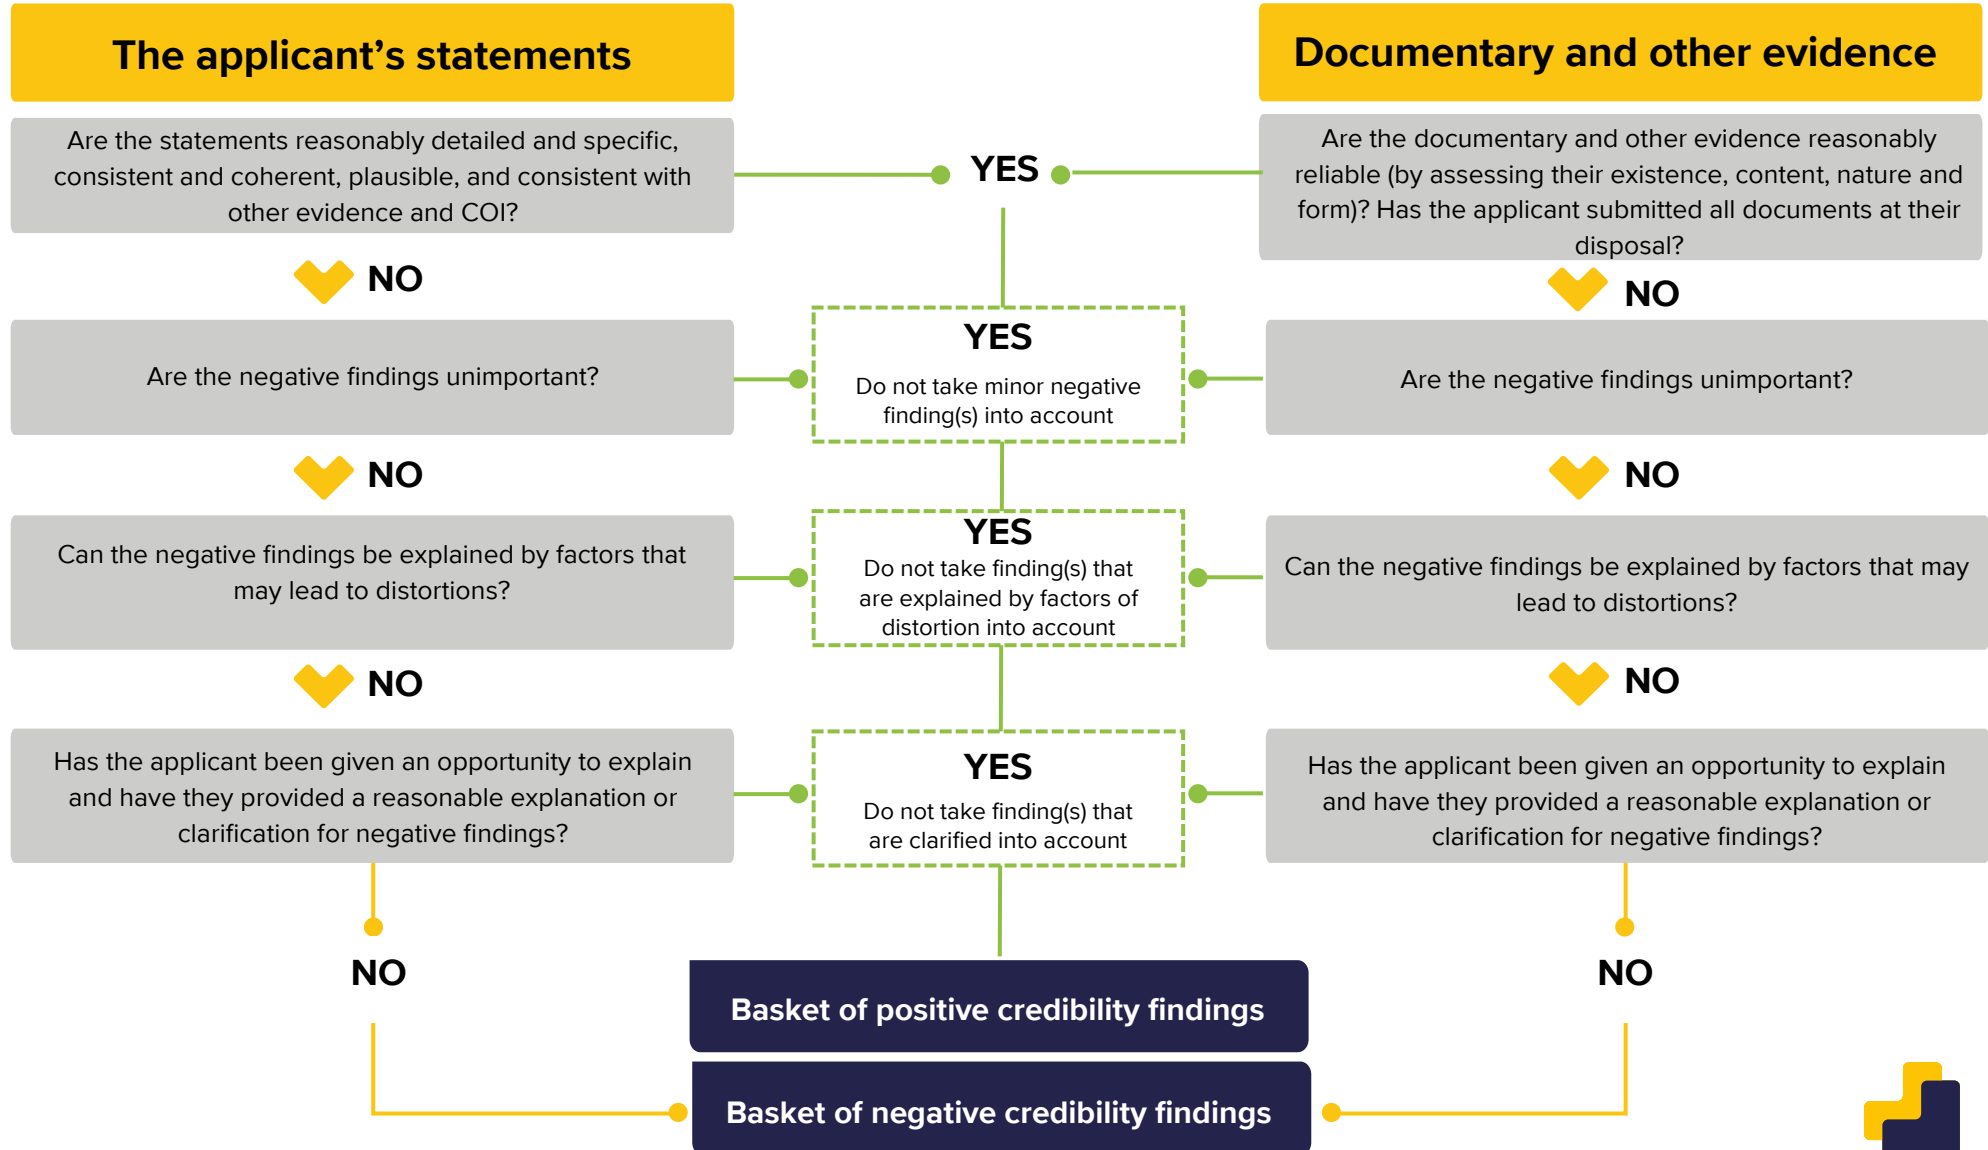 The applicant’s statements
Documentary and other evidence
Are the statements reasonably detailed and specific,
consistent and coherent, plausible, and consistent with
other evidence and COI?
YES
Are the documentary and other evidence reasonably
reliable (by assessing their existence, content, nature and
form)? Has the applicant submitted all documents at their
disposal?
NO
NO
Are the negative findings unimportant?
YES
Do not take minor negative
finding(s) into account
Are the negative findings unimportant?
NO
NO
Can the negative findings be explained by factors that
may lead to distortions?
YES
Do not take finding(s) that
are explained by factors of
distortion into account
Can the negative findings be explained by factors that may
lead to distortions?
NO
NO
Has the applicant been given an opportunity to explain
and have they provided a reasonable explanation or
clarification for negative findings?
YES
Do not take finding(s) that
are clarified into account
Has the applicant been given an opportunity to explain
and have they provided a reasonable explanation or
clarification for negative findings?
NO
NO
Basket of positive credibility findings
Basket of negative credibility findings